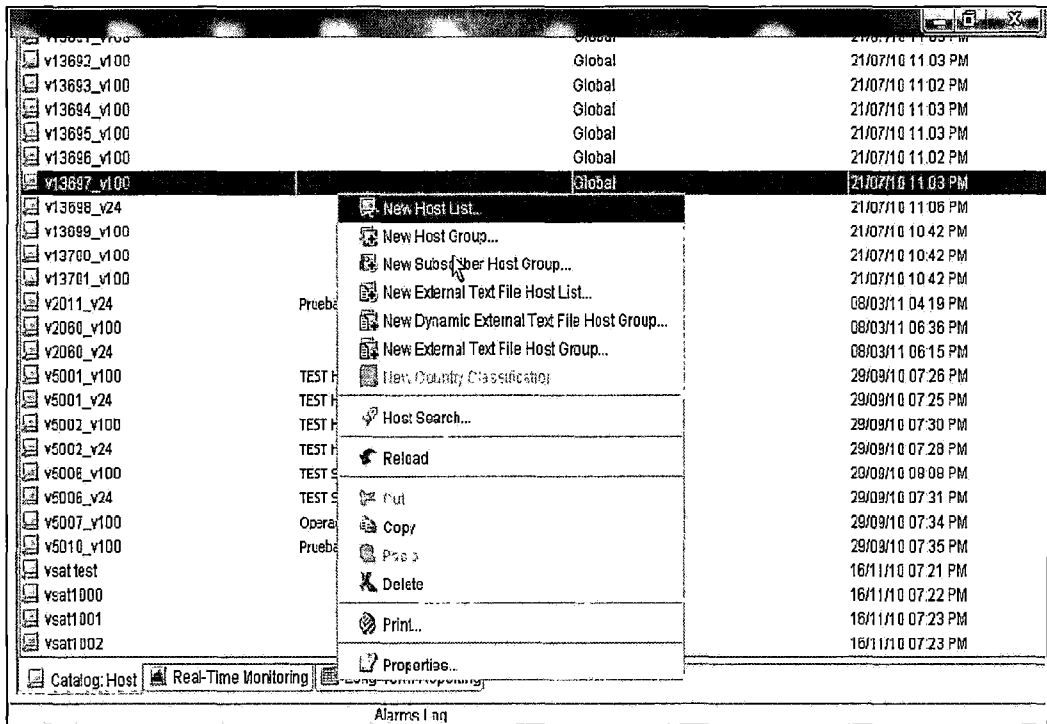 v13692_v100 Global 21/07/10 11:03 PM
v13693_v100 Global 21/07/10 11:02 PM
v13694_v100 Global 21/07/10 11:03 PM
v13695_v100 Global 21/07/10 11:03 PM
v13696_v100 Global 21/07/10 11:02 PM
v13697_v100 Global 21/07/10 11:03 PM
v13698_v24 21/07/10 11:06 PM
v13699_v100 21/07/10 10:42 PM
v13700_v100 21/07/10 10:42 PM
v13701_v100 21/07/10 10:42 PM
v2011_v24 Prueba 08/03/11 04:19 PM
v2060_v100 08/03/11 06:36 PM
v2060_v24 08/03/11 06:15 PM
v5001_v100 TEST H 29/09/10 07:26 PM
v5001_v24 TEST H 29/09/10 07:25 PM
v5002_v100 TEST H 29/09/10 07:30 PM
v5002_v24 TEST H 29/09/10 07:28 PM
v5006_v100 TEST S 29/09/10 08:08 PM
v5006_v24 TEST S 29/09/10 07:31 PM
v5007_v100 Opera 29/09/10 07:34 PM
v5010_v100 Prueba 29/09/10 07:35 PM
vsattest 16/11/10 07:21 PM
vsat1000 16/11/10 07:22 PM
vsat1001 16/11/10 07:23 PM
vsat1002 16/11/10 07:23 PM
New Host List...
New Host Group...
New Subscriber Host Group...
New External Text File Host List...
New Dynamic External Text File Host Group...
New External Text File Host Group...
New Country Classification
Host Search...
Reload
Cut
Copy
Paste
Delete
Print...
Properties...
Catalog: Host Real-Time Monitoring Long-Term Reporting
Alarms Log